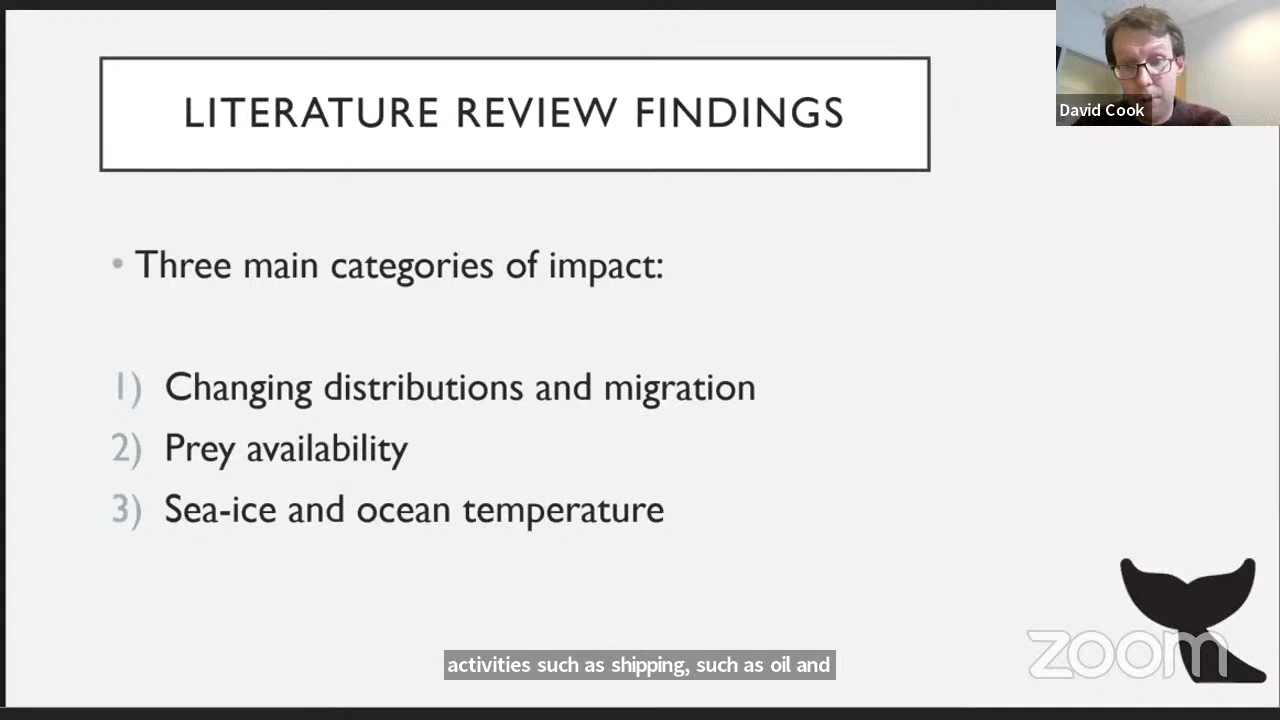 LITERATURE REVIEW FINDINGS
David Cook
• Three main categories of impact:
1) Changing distributions and migration
2) Prey availability
3) Sea-ice and ocean temperature
activities such as shipping, such as oil and
zoom